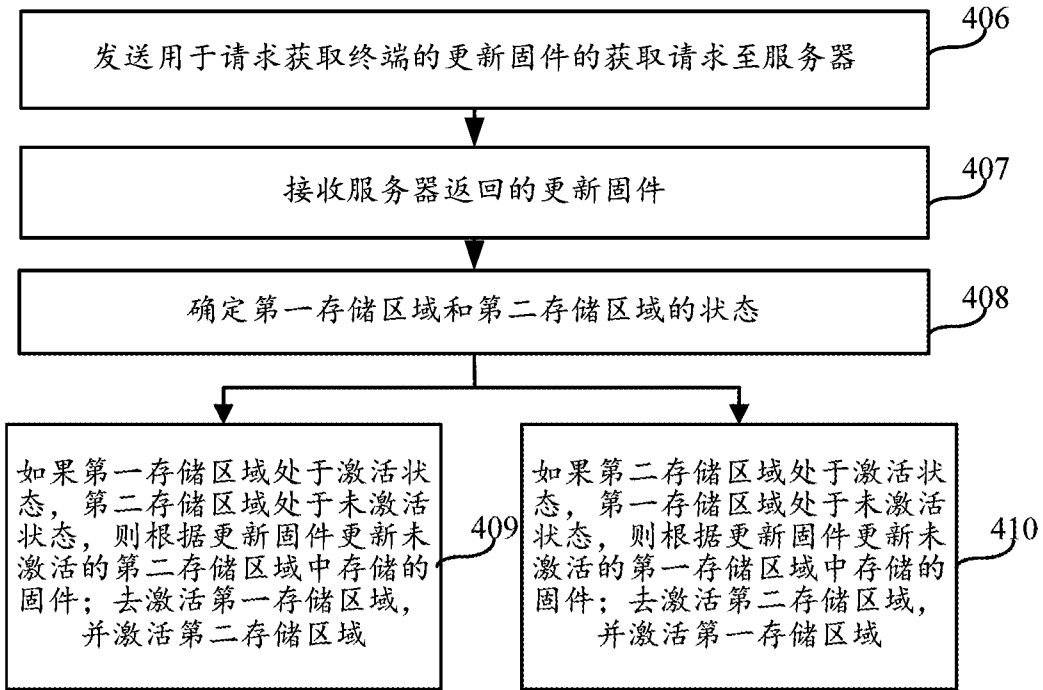 406
发送用于请求获取终端的更新固件的获取请求至服务器
407
接收服务器返回的更新固件
408
确定第一存储区域和第二存储区域的状态
如果第一存储区域处于激活状
态，第二存储区域处于未激活
状态，则根据更新固件更新未
激活的第二存储区域中存储的
固件；去激活第一存储区域，
并激活第二存储区域
409
如果第二存储区域处于激活状
态，第一存储区域处于未激活
状态，则根据更新固件更新未
激活的第一存储区域中存储的
固件；去激活第二存储区域，
并激活第一存储区域
410